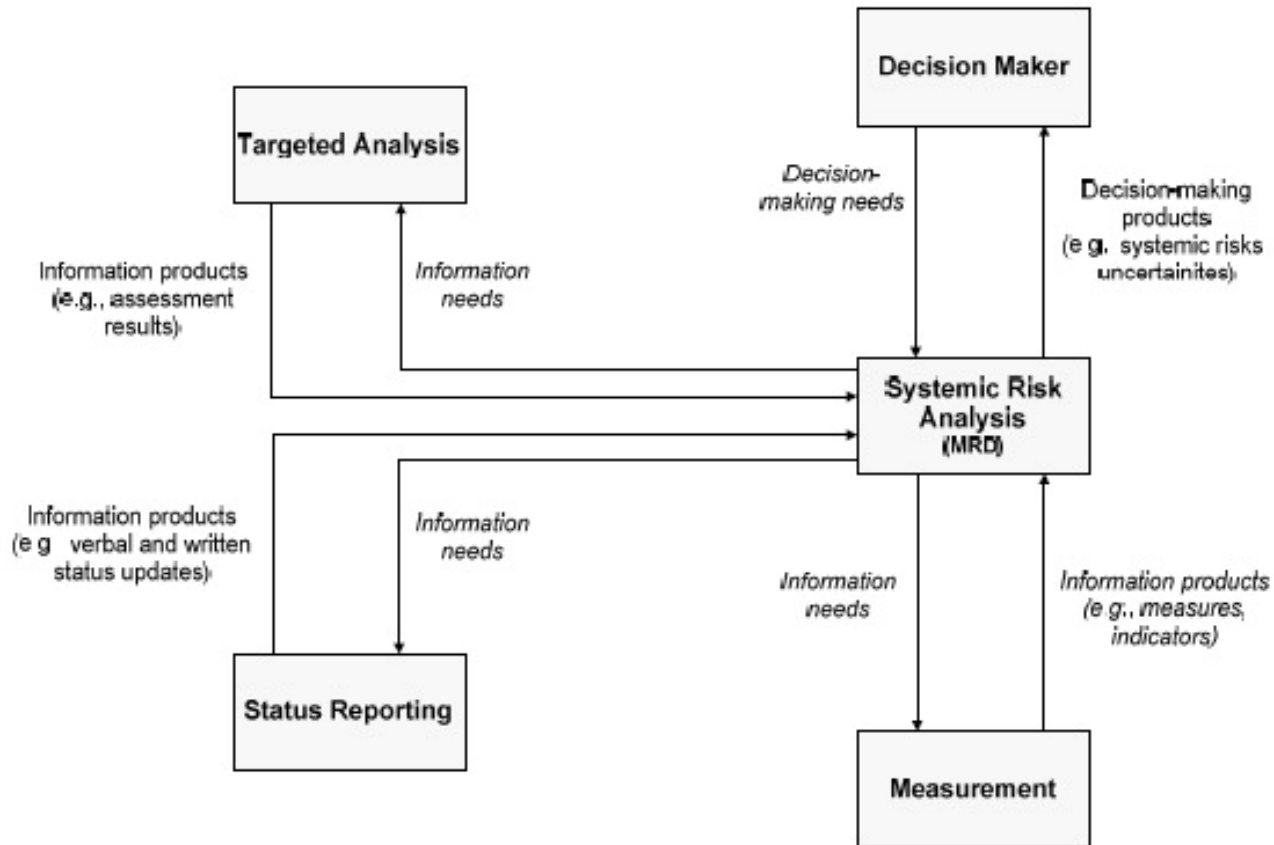 Decision Maker
Targeted Analysis
Decision-
making needs
Decision-making
products
(e g. systemic risks
uncertainites)
Information products
(e.g., assessment
results)
Information
needs
Systemic Risk
Analysis
(MRD)
Information products
(e g verbal and written
status updates)
Information
needs
Information
needs
Information products
(e g., measures,
indicators)
Status Reporting
Measurement